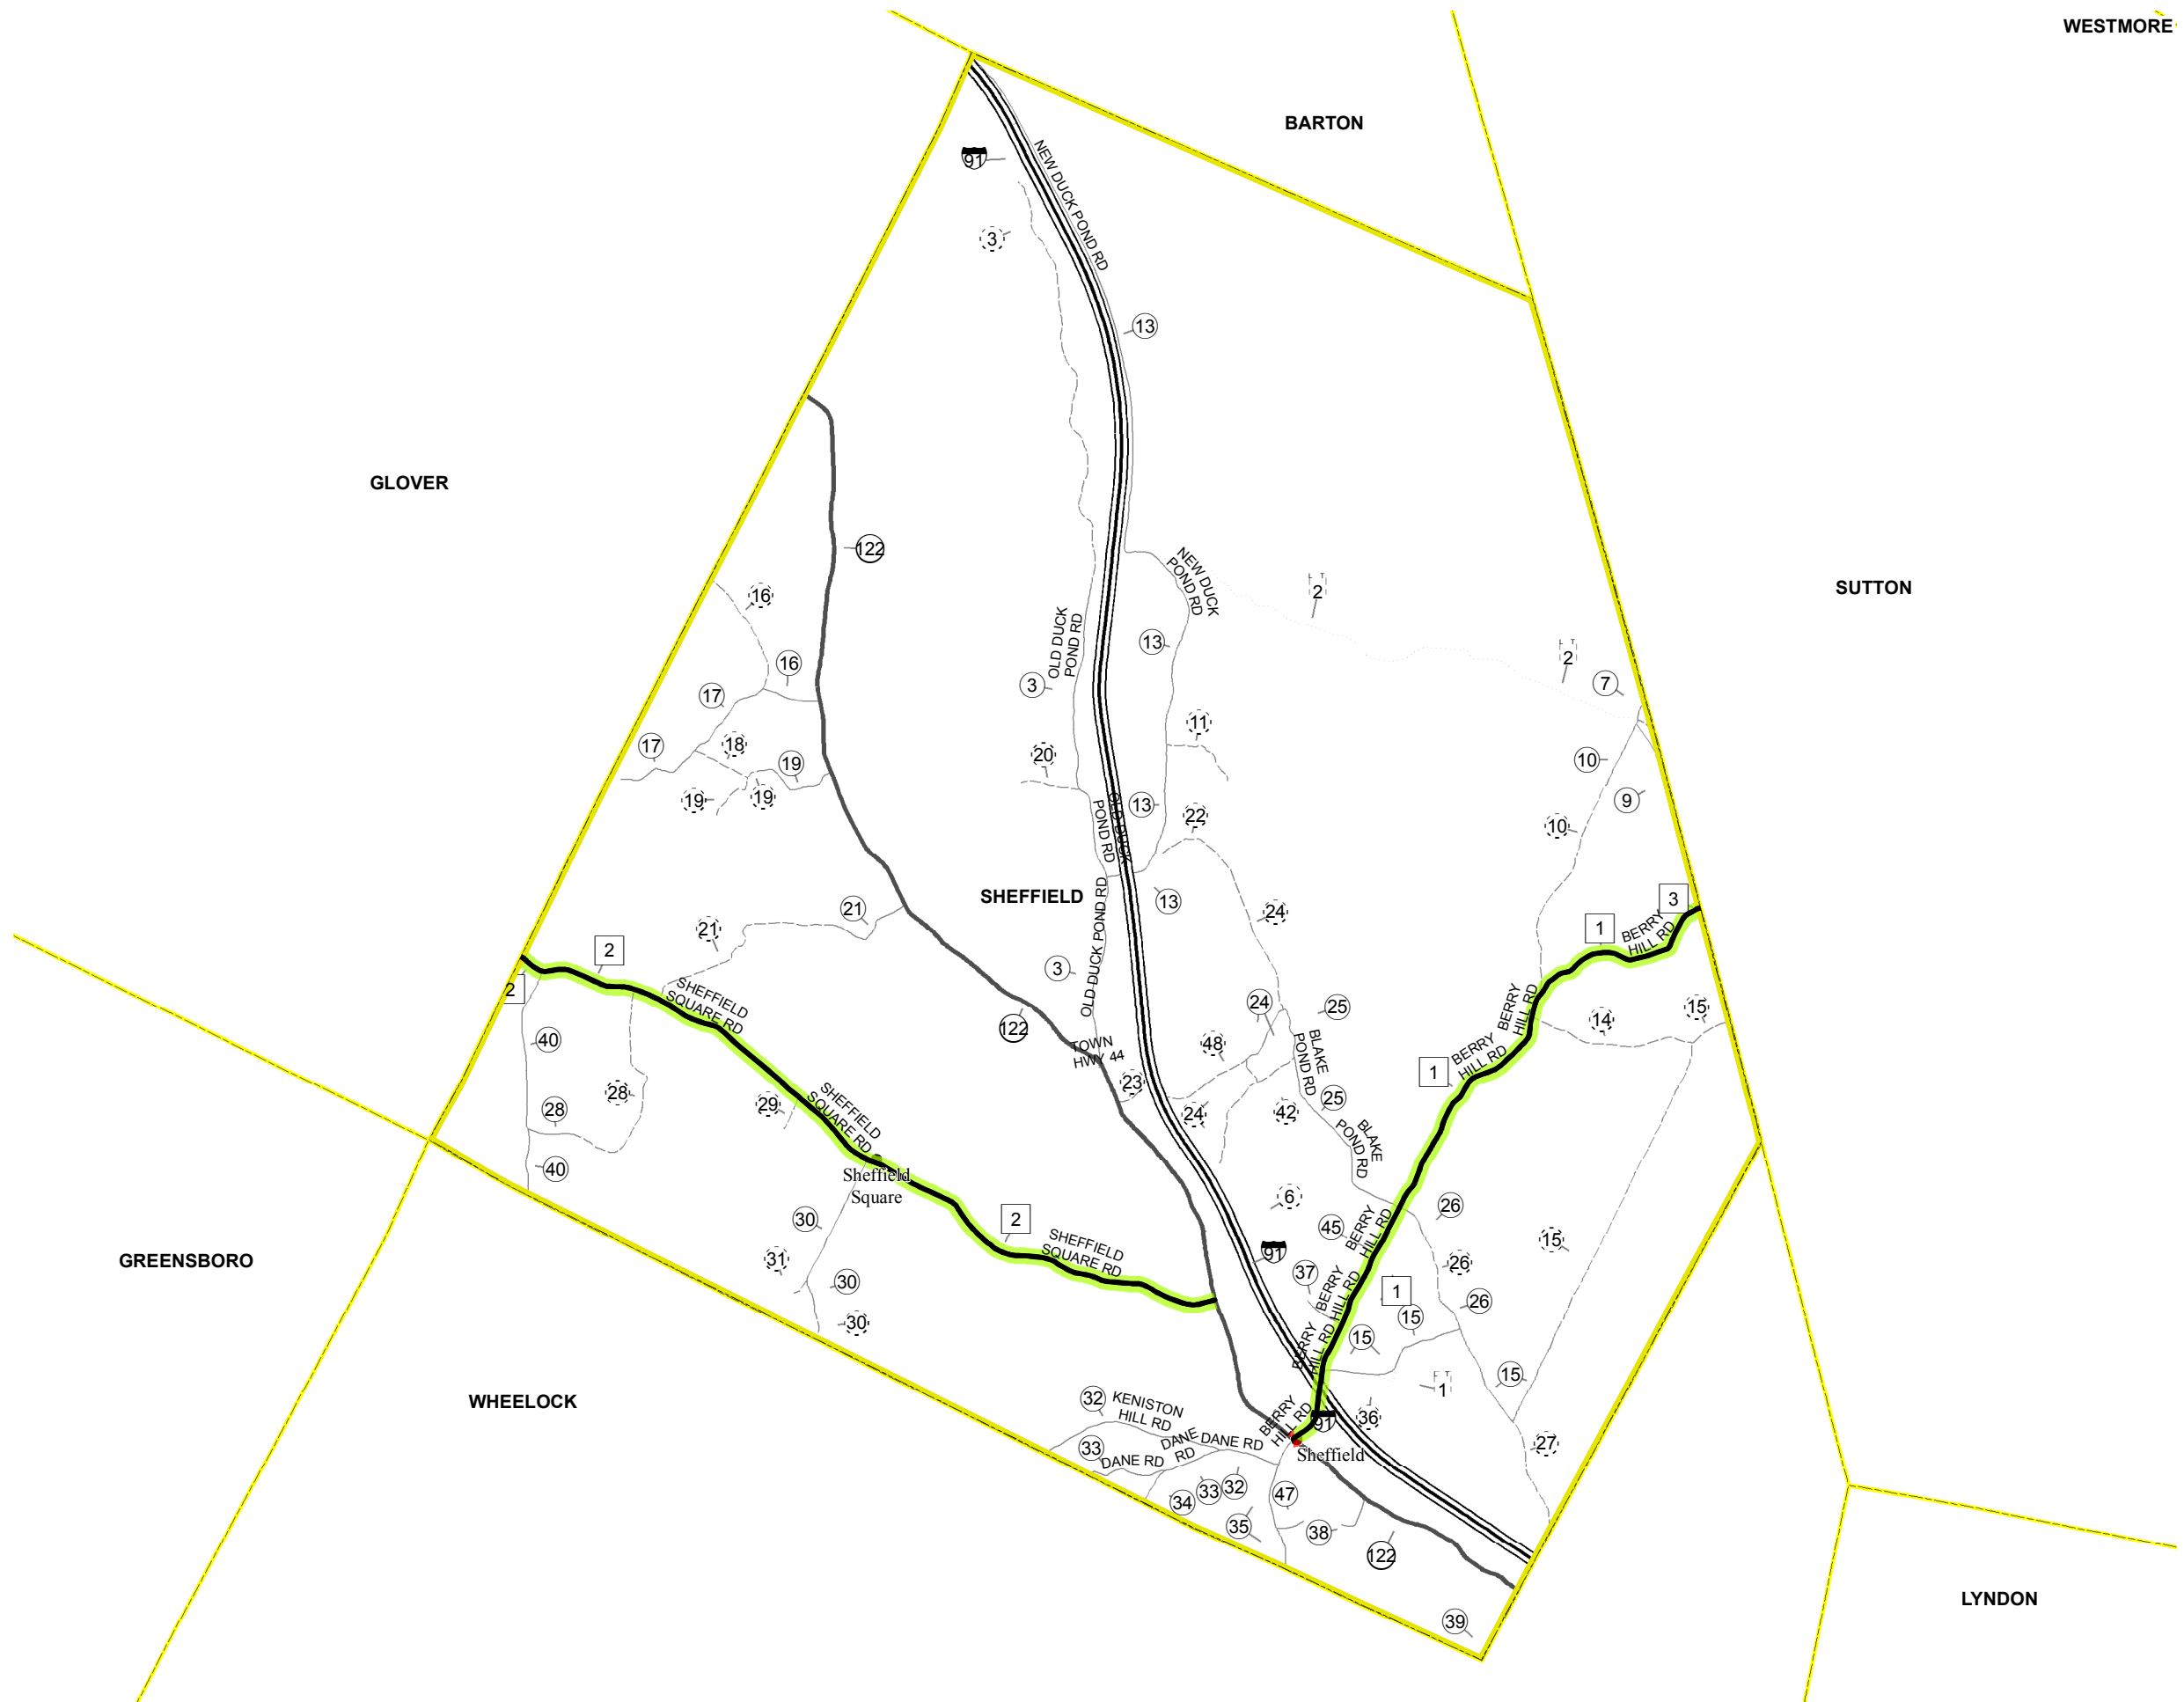 WESTMORE
BARTON
91
NEW DUCK POND RD
3
13
GLOVER
122
NEW DUCK
POND RD
2
SUTTON
16
OLD DUCK
POND RD
13
2
16
3
7
17
11
18
17
20
10
19
19
19
13
9
OLD DUCK
POND RD
22
10
SHEFFIELD
3
21
13
24
1
BERRY
HILL RD
21
2
OLD DUCK POND RD
3
2
SHEFFIELD
SQUARE RD
24
25
BERRY
HILL RD
15
14
122
40
TOWN
HWY 44
48
BLAKE
POND RD
BERRY
HILL RD
1
23
28
29
28
SHEFFIELD
SQUARE RD
24
42
25
BLAKE
POND RD
40
Sheffield
Square
6
26
30
2
45
BERRY
HILL RD
15
GREENSBORO
31
SHEFFIELD
SQUARE RD
91
26
30
37
BERRY
HILL RD
1
26
30
15
15
BERRY
HILL RD
15
1
WHEELOCK
32
KENISTON
HILL RD
BERRY
HILL RD
91
36
33
DANE RD
DANE
RD
DANE RD
Sheffield
27
34
33
32
47
35
38
122
LYNDON
39